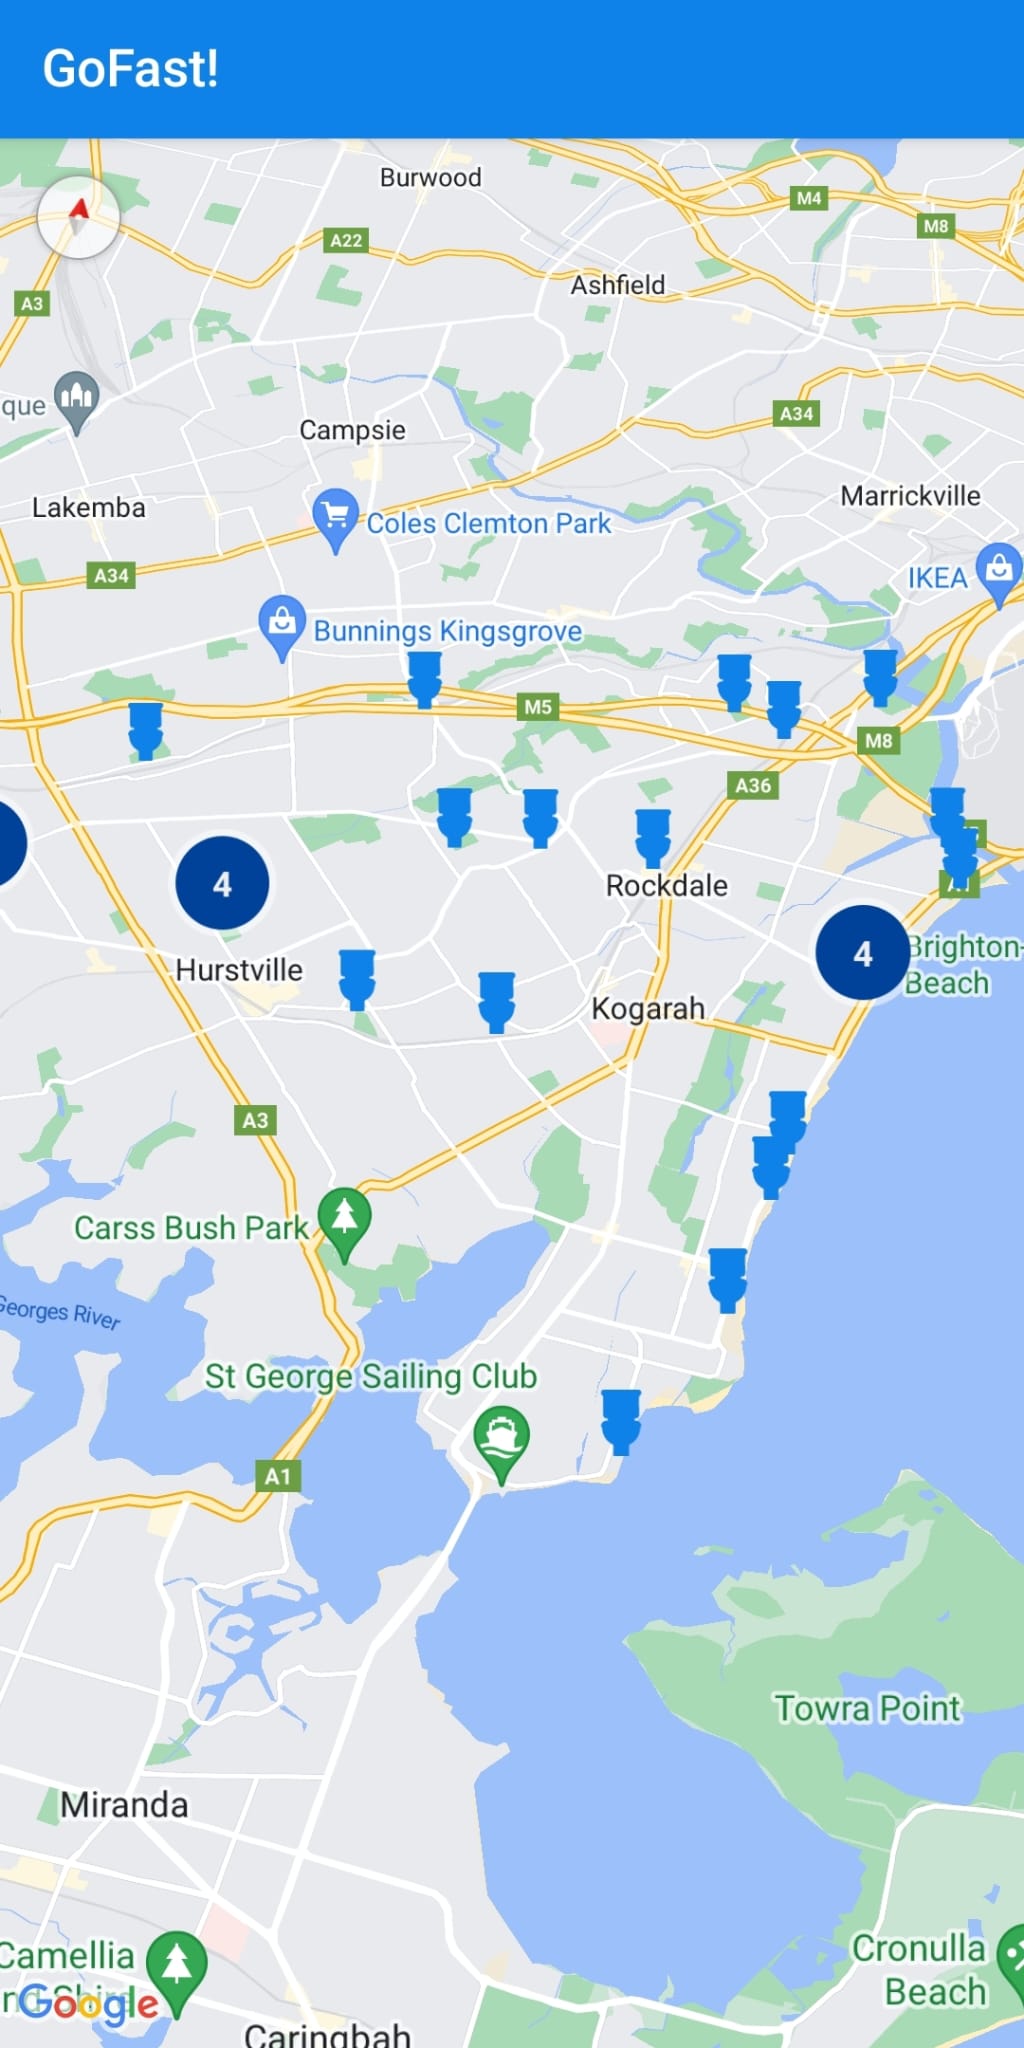 GoFast!
Burwood
M4
M8
A22
Ashfield
A3
que
A34
Campsie
Marrickville
Lakemba
Coles Clemton Park
A34
IKEA
Bunnings Kingsgrove
M5
M8
A36
4
Rockdale
A1
4
Brighton-
Beach
Hurstville
Kogarah
A3
Carss Bush Park
Georges River
St George Sailing Club
A1
Towra Point
Miranda
Camellia
Cronulla
Beach
Google
Caringbah